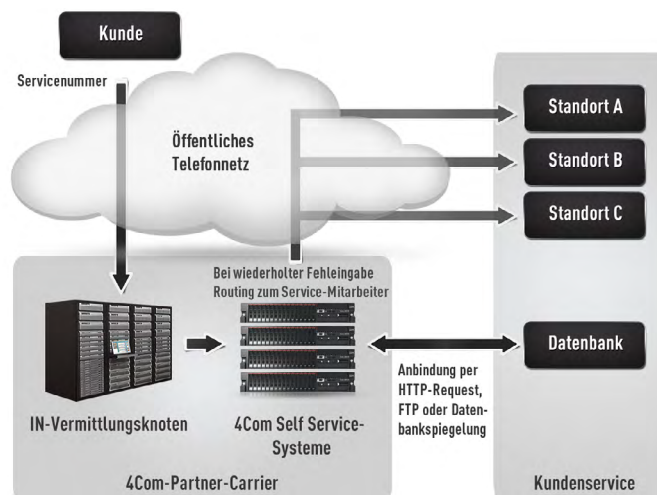 Kunde
Servicenummer
Öffentliches
Telefonnetz
Standort A
Standort B
Standort C
Bei wiederholter Fehleingabe
Routing zum Service-Mitarbeiter
Datenbank
Anbindung per
HTTP-Request,
FTP oder Daten-
bankspiegelung
IN-Vermittlungsknoten
4Com Self Service-
Systeme
4Com-Partner-Carrier
Kundenservice